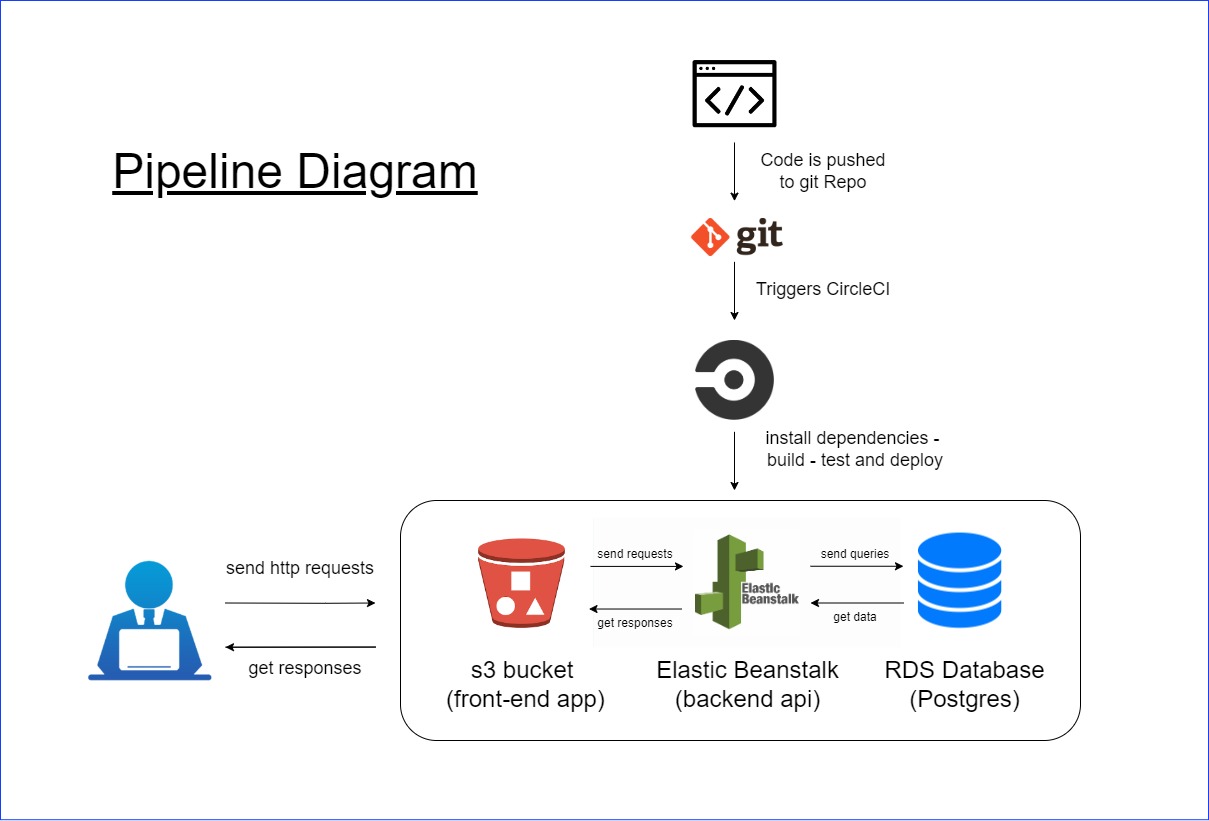 Pipeline Diagram
</>
Code is pushed
to git Repo
git
Triggers CircleCI
install dependencies -
build - test and deploy
send http requests
get responses
send requests
get responses
Elastic
Beanstalk
send queries
get data
s3 bucket
(front-end app)
Elastic Beanstalk
(backend api)
RDS Database
(Postgres)